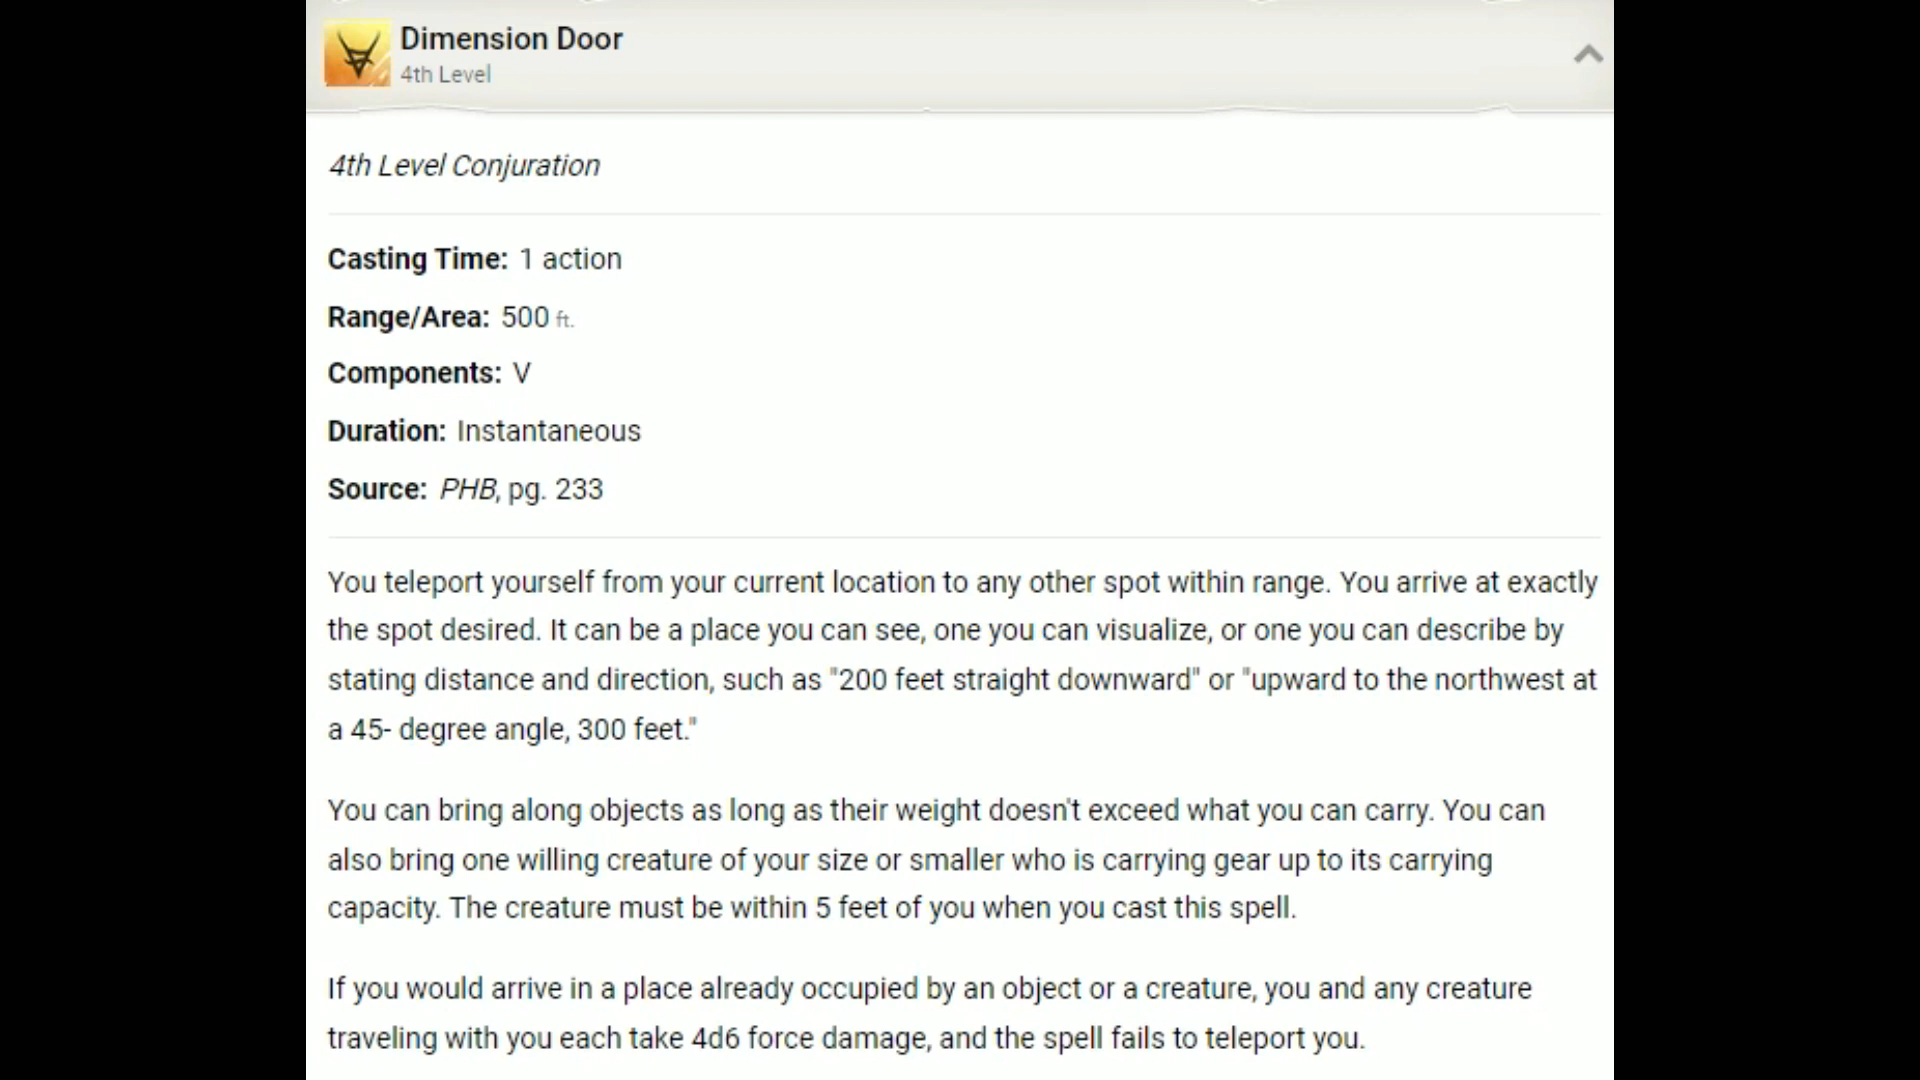 Dimension Door
4th Level
4th Level Conjuration
Casting Time: 1 action
Range/Area: 500 ft.
Components: V
Duration: Instantaneous
Source: PHB, pg. 233
You teleport yourself from your current location to any other spot within range. You arrive at exactly
the spot desired. It can be a place you can see, one you can visualize, or one you can describe by
stating distance and direction, such as "200 feet straight downward" or "upward to the northwest at
a 45- degree angle, 300 feet."
You can bring along objects as long as their weight doesn't exceed what you can carry. You can
also bring one willing creature of your size or smaller who is carrying gear up to its carrying
capacity. The creature must be within 5 feet of you when you cast this spell.
If you would arrive in a place already occupied by an object or a creature, you and any creature
traveling with you each take 4d6 force damage, and the spell fails to teleport you.